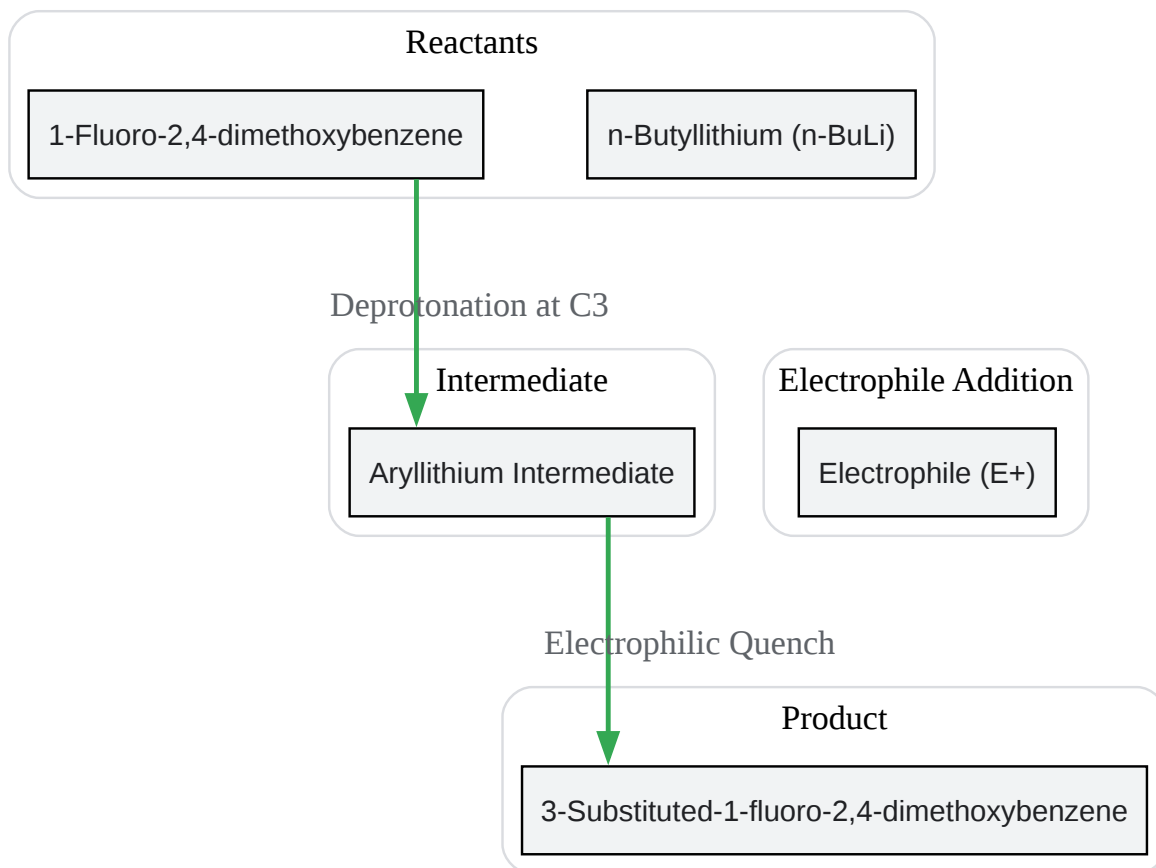 Reactants
1-Fluoro-2,4-dimethoxybenzene
n-Butyllithium (n-BuLi)
Deprotonation at C3
Intermediate
Electrophile Addition
Aryllithium Intermediate
Electrophile (E+)
Electrophilic Quench
Product
3-Substituted-1-fluoro-2,4-dimethoxybenzene